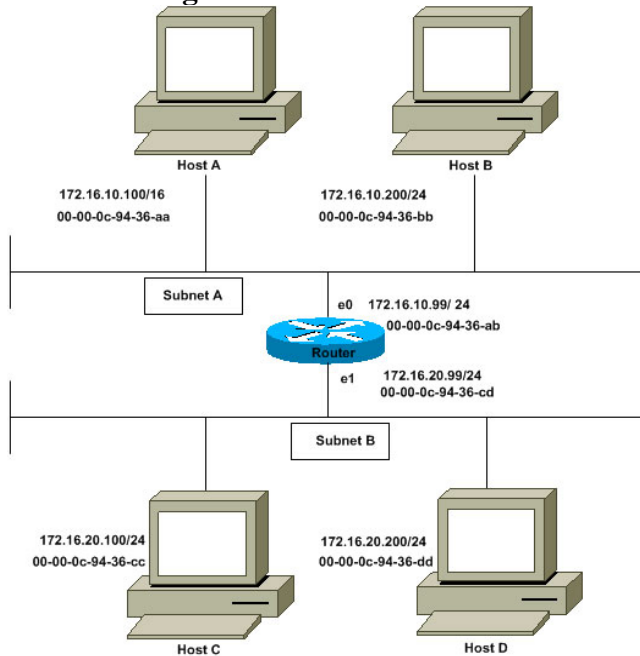 Host A
Host B
172.16.10.100/16
00-00-0c-94-36-aa
172.16.10.200/24
00-00-0c-94-36-bb
Subnet A
e0 172.16.10.99/ 24
00-00-0c-94-36-ab
Router
e1 172.16.20.99/24
00-00-0c-94-36-cd
Subnet B
172.16.20.100/24
00-00-0c-94-36-cc
172.16.20.200/24
00-00-0c-94-36-dd
Host C
Host D